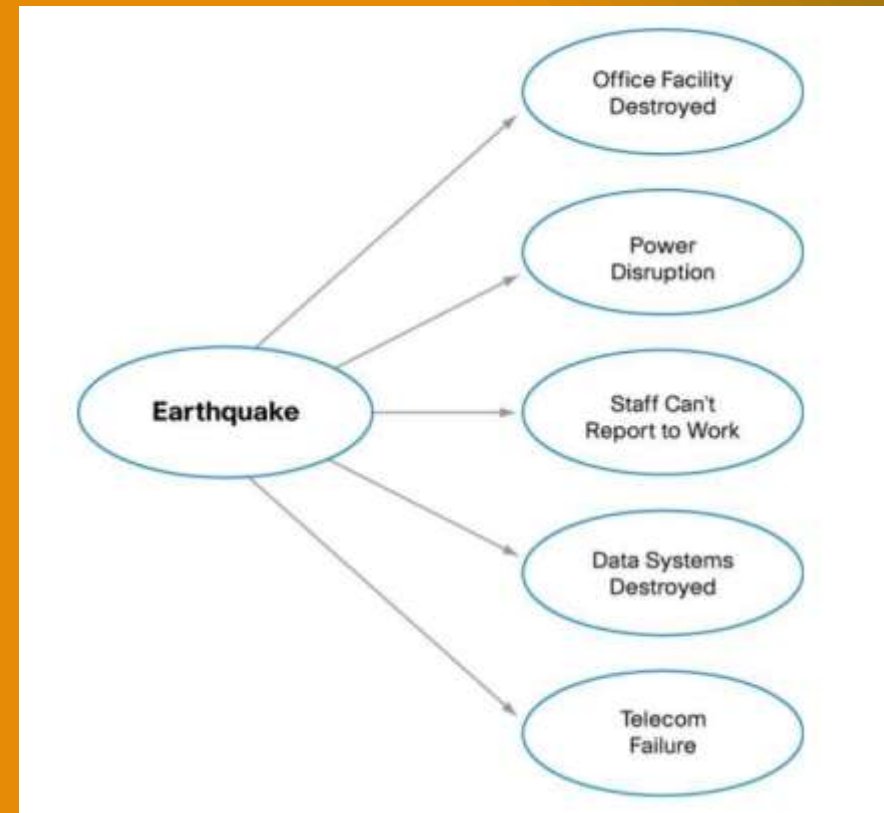 Office Facility
Destroyed
Power
Disruption
Earthquake
Staff Can't
Report to Work
Data Systems
Destroyed
Telecom
Failure